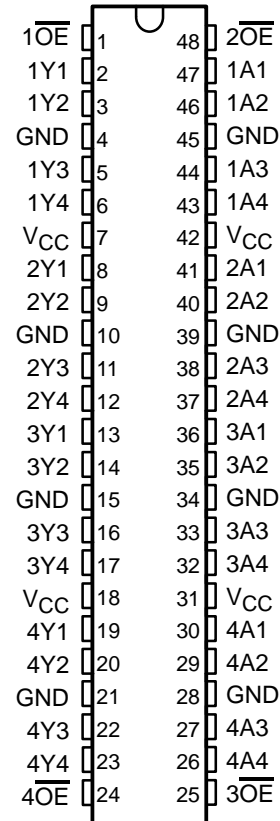 1O̅E̅ 1 48 2O̅E̅
1Y1 2 47 1A1
1Y2 3 46 1A2
GND 4 45 GND
1Y3 5 44 1A3
1Y4 6 43 1A4
VCC 7 42 VCC
2Y1 8 41 2A1
2Y2 9 40 2A2
GND 10 39 GND
2Y3 11 38 2A3
2Y4 12 37 2A4
3Y1 13 36 3A1
3Y2 14 35 3A2
GND 15 34 GND
3Y3 16 33 3A3
3Y4 17 32 3A4
VCC 18 31 VCC
4Y1 19 30 4A1
4Y2 20 29 4A2
GND 21 28 GND
4Y3 22 27 4A3
4Y4 23 26 4A4
4O̅E̅ 24 25 3O̅E̅